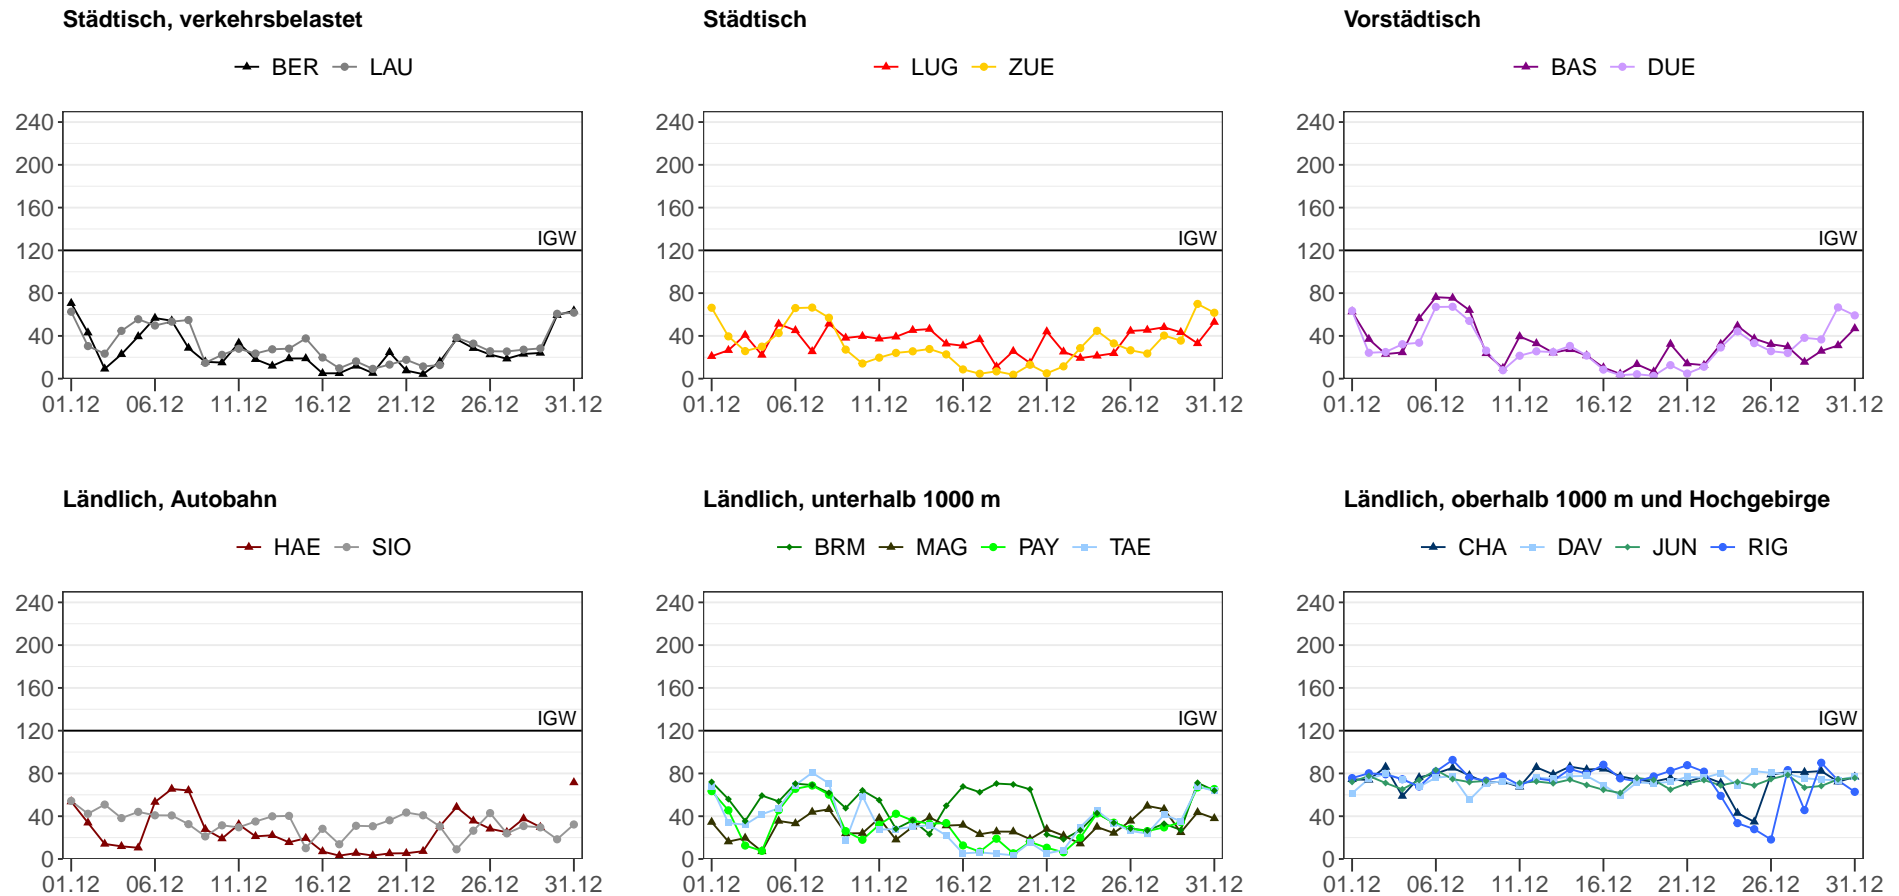 Städtisch, verkehrsbelastet
BER LAU
240
200
160
120
80
40
0
IGW
01.12 06.12 11.12 16.12 21.12 26.12 31.12
Städtisch
LUG ZUE
240
200
160
120
80
40
0
IGW
01.12 06.12 11.12 16.12 21.12 26.12 31.12
Vorstädtisch
BAS DUE
240
200
160
120
80
40
0
IGW
01.12 06.12 11.12 16.12 21.12 26.12 31.12
Ländlich, Autobahn
HAE SIO
240
200
160
120
80
40
0
IGW
01.12 06.12 11.12 16.12 21.12 26.12 31.12
Ländlich, unterhalb 1000 m
BRM MAG PAY TAE
240
200
160
120
80
40
0
IGW
01.12 06.12 11.12 16.12 21.12 26.12 31.12
Ländlich, oberhalb 1000 m und Hochgebirge
CHA DAV JUN RIG
240
200
160
120
80
40
0
IGW
01.12 06.12 11.12 16.12 21.12 26.12 31.12